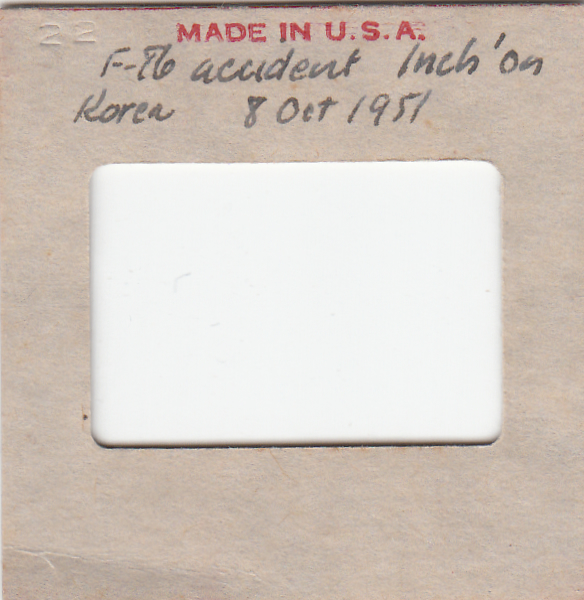 22
MADE IN U.S.A.
F-86 accident Inch'on
Korea 8 Oct 1951